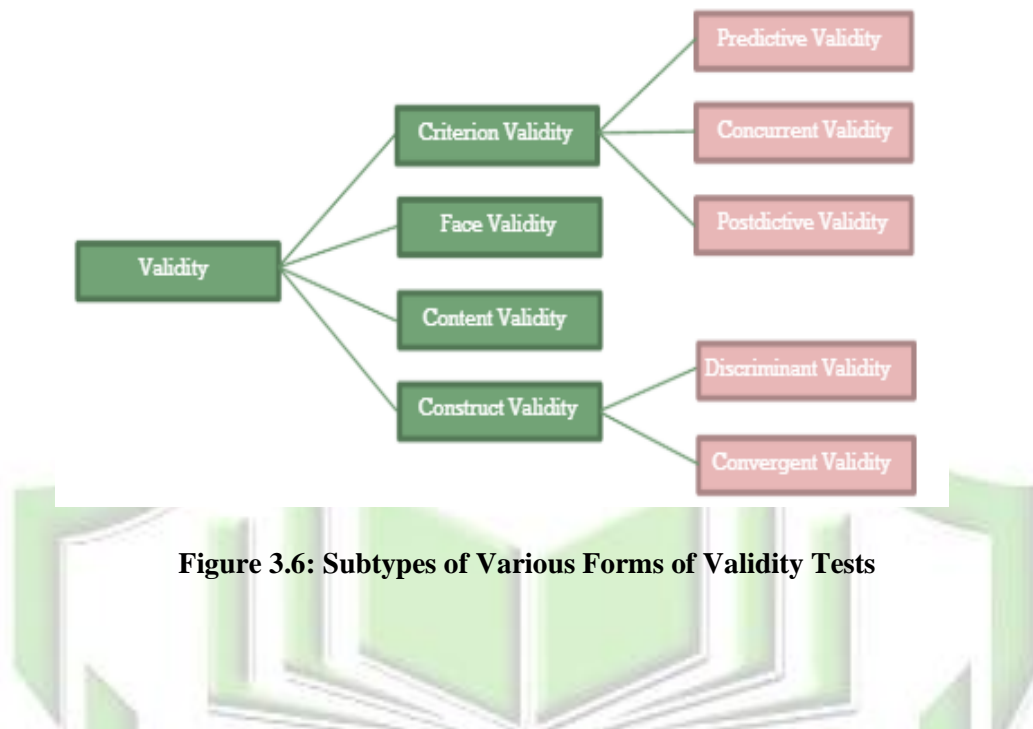 Validity
Criterion Validity
Face Validity
Content Validity
Construct Validity
Predictive Validity
Concurrent Validity
Postdictive Validity
Discriminant Validity
Convergent Validity
Figure 3.6: Subtypes of Various Forms of Validity Tests